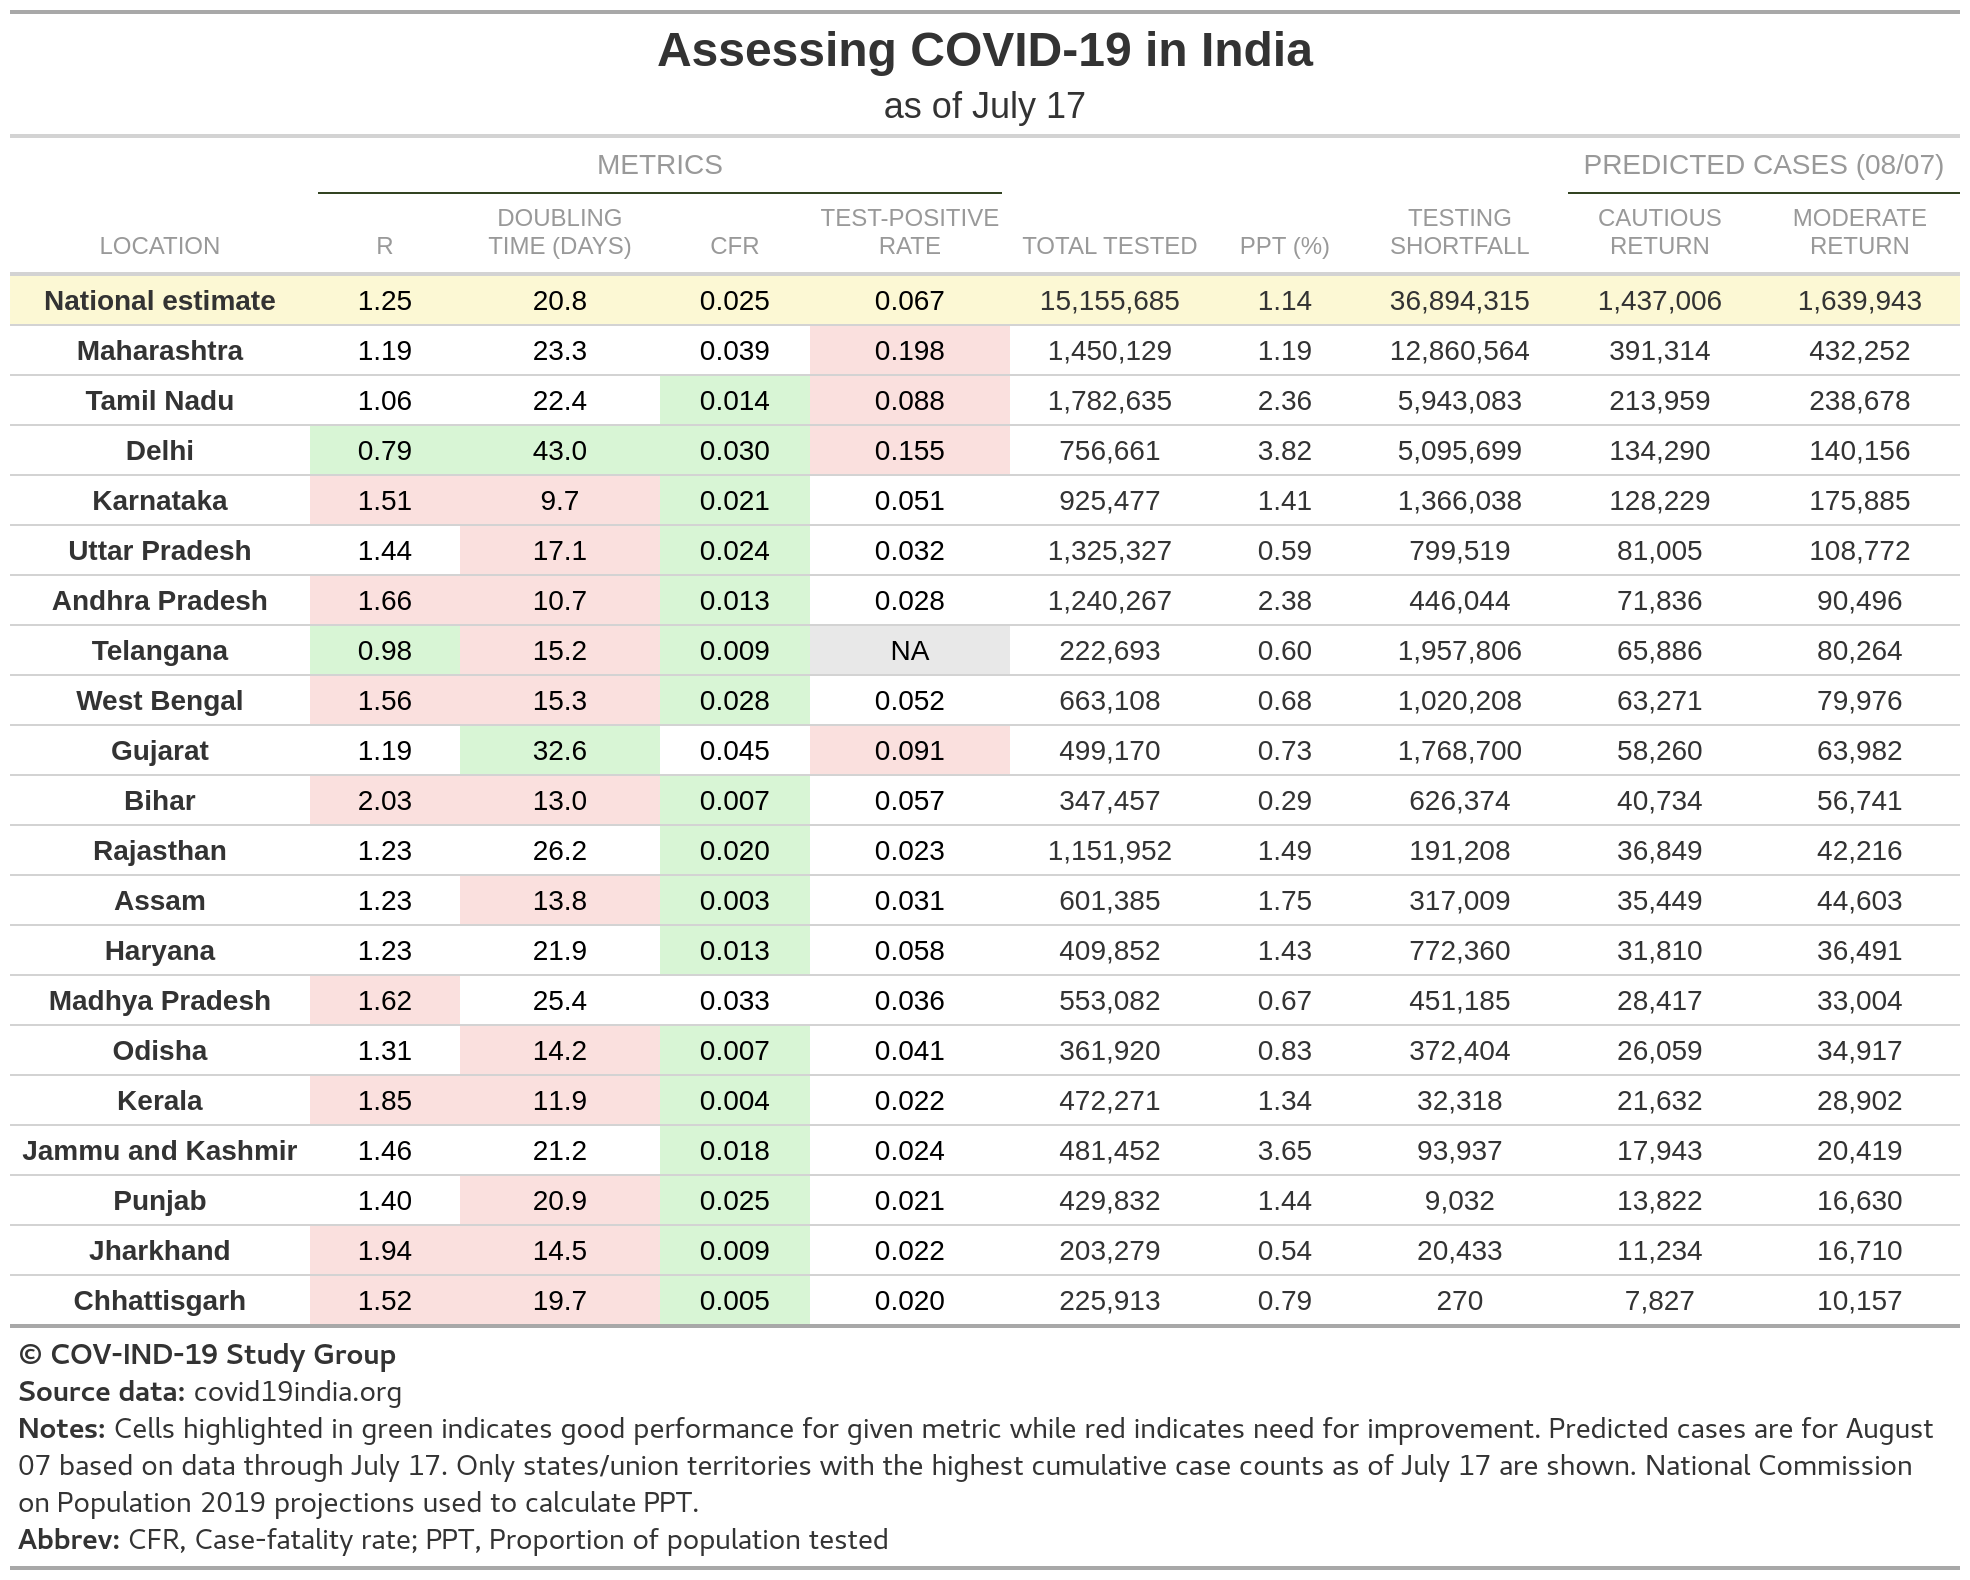 Assessing COVID-19 in India
as of July 17
METRICS PREDICTED CASES (08/07)
LOCATION R DOUBLING TIME (DAYS) CFR TEST-POSITIVE RATE TOTAL TESTED PPT (%) TESTING SHORTFALL CAUTIOUS RETURN MODERATE RETURN
National estimate 1.25 20.8 0.025 0.067 15,155,685 1.14 36,894,315 1,437,006 1,639,943
Maharashtra 1.19 23.3 0.039 0.198 1,450,129 1.19 12,860,564 391,314 432,252
Tamil Nadu 1.06 22.4 0.014 0.088 1,782,635 2.36 5,943,083 213,959 238,678
Delhi 0.79 43.0 0.030 0.155 756,661 3.82 5,095,699 134,290 140,156
Karnataka 1.51 9.7 0.021 0.051 925,477 1.41 1,366,038 128,229 175,885
Uttar Pradesh 1.44 17.1 0.024 0.032 1,325,327 0.59 799,519 81,005 108,772
Andhra Pradesh 1.66 10.7 0.013 0.028 1,240,267 2.38 446,044 71,836 90,496
Telangana 0.98 15.2 0.009 NA 222,693 0.60 1,957,806 65,886 80,264
West Bengal 1.56 15.3 0.028 0.052 663,108 0.68 1,020,208 63,271 79,976
Gujarat 1.19 32.6 0.045 0.091 499,170 0.73 1,768,700 58,260 63,982
Bihar 2.03 13.0 0.007 0.057 347,457 0.29 626,374 40,734 56,741
Rajasthan 1.23 26.2 0.020 0.023 1,151,952 1.49 191,208 36,849 42,216
Assam 1.23 13.8 0.003 0.031 601,385 1.75 317,009 35,449 44,603
Haryana 1.23 21.9 0.013 0.058 409,852 1.43 772,360 31,810 36,491
Madhya Pradesh 1.62 25.4 0.033 0.036 553,082 0.67 451,185 28,417 33,004
Odisha 1.31 14.2 0.007 0.041 361,920 0.83 372,404 26,059 34,917
Kerala 1.85 11.9 0.004 0.022 472,271 1.34 32,318 21,632 28,902
Jammu and Kashmir 1.46 21.2 0.018 0.024 481,452 3.65 93,937 17,943 20,419
Punjab 1.40 20.9 0.025 0.021 429,832 1.44 9,032 13,822 16,630
Jharkhand 1.94 14.5 0.009 0.022 203,279 0.54 20,433 11,234 16,710
Chhattisgarh 1.52 19.7 0.005 0.020 225,913 0.79 270 7,827 10,157
© COV-IND-19 Study Group
Source data: covid19india.org
Notes: Cells highlighted in green indicates good performance for given metric while red indicates need for improvement. Predicted cases are for August
07 based on data through July 17. Only states/union territories with the highest cumulative case counts as of July 17 are shown. National Commission
on Population 2019 projections used to calculate PPT.
Abbrev: CFR, Case-fatality rate; PPT, Proportion of population tested